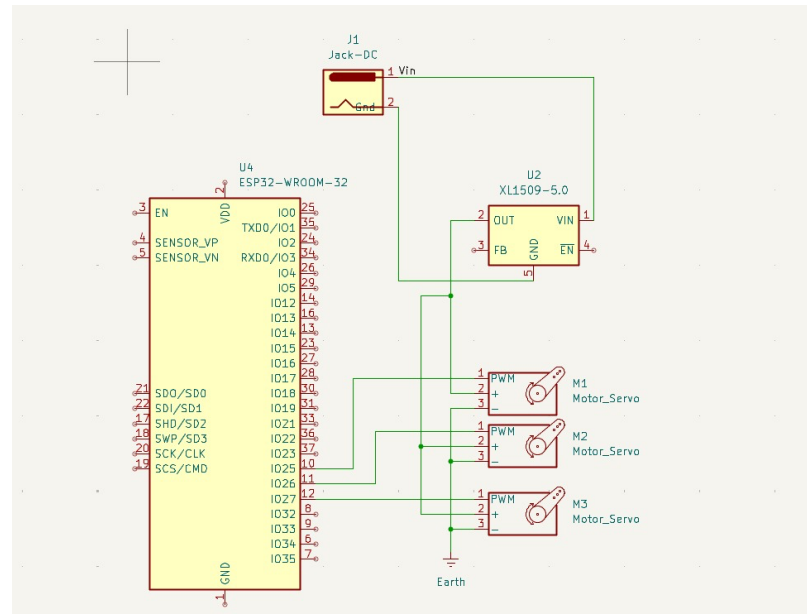 J1
Jack-DC
1 Vin
Gnd 2
U4
ESP32-WROOM-32
2
VDD
3 EN
4 SENSOR_VP
5 SENSOR_VN
21 SDO/SD0
22 SDI/SD1
17 SHD/SD2
18 SWP/SD3
20 SCK/CLK
19 SCS/CMD
IO0 25
TXD0/IO1 35
IO2 24
RXD0/IO3 34
IO4 26
IO5 29
IO12 14
IO13 16
IO14 13
IO15 23
IO16 27
IO17 28
IO18 30
IO19 31
IO21 33
IO22 36
IO23 37
IO25 10
IO26 11
IO27 12
IO32 8
IO33 9
IO34 6
IO35 7
GND
1
U2
XL1509-5.0
2 OUT VIN 1
3 FB GND EN 4
5
1 PWM
2 +
3 -
M1
Motor_Servo
1 PWM
2 +
3 -
M2
Motor_Servo
1 PWM
2 +
3 -
M3
Motor_Servo
Earth